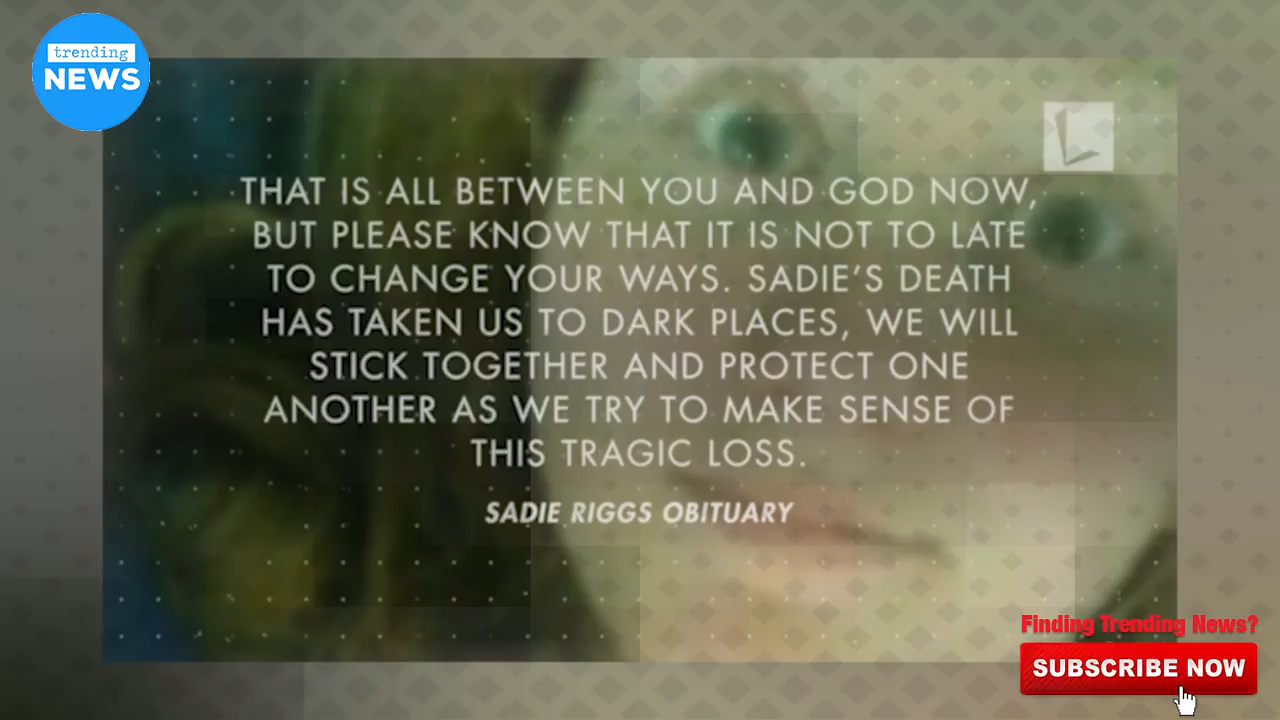 trending
NEWS
THAT IS ALL BETWEEN YOU AND GOD NOW,
BUT PLEASE KNOW THAT IT IS NOT TO LATE
TO CHANGE YOUR WAYS. SADIE'S DEATH
HAS TAKEN US TO DARK PLACES, WE WILL
STICK TOGETHER AND PROTECT ONE
ANOTHER AS WE TRY TO MAKE SENSE OF
THIS TRAGIC LOSS.
SADIE RIGGS OBITUARY
Finding Trending News?
SUBSCRIBE NOW